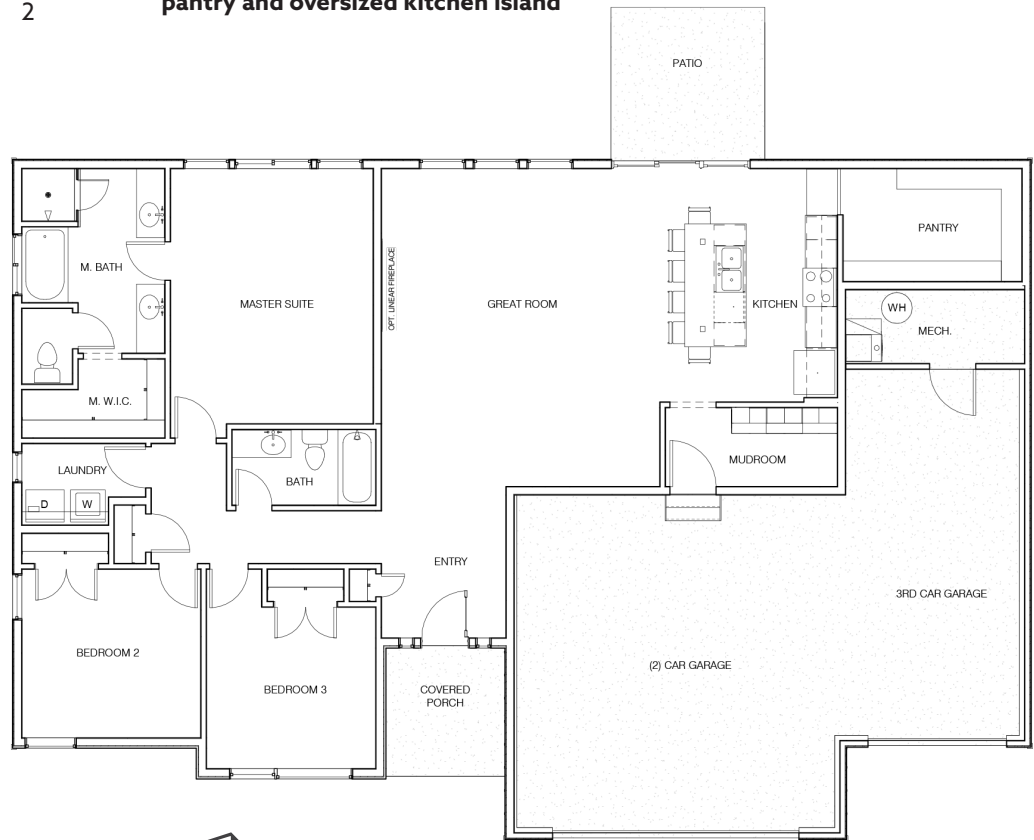 2
pantry and oversized kitchen island
PATIO
PANTRY
M. BATH
MASTER SUITE
OPT. LINEAR FIREPLACE
GREAT ROOM
KITCHEN
WH
MECH.
M. W.I.C.
LAUNDRY
D
W
BATH
MUDROOM
ENTRY
3RD CAR GARAGE
BEDROOM 2
BEDROOM 3
COVERED
PORCH
(2) CAR GARAGE